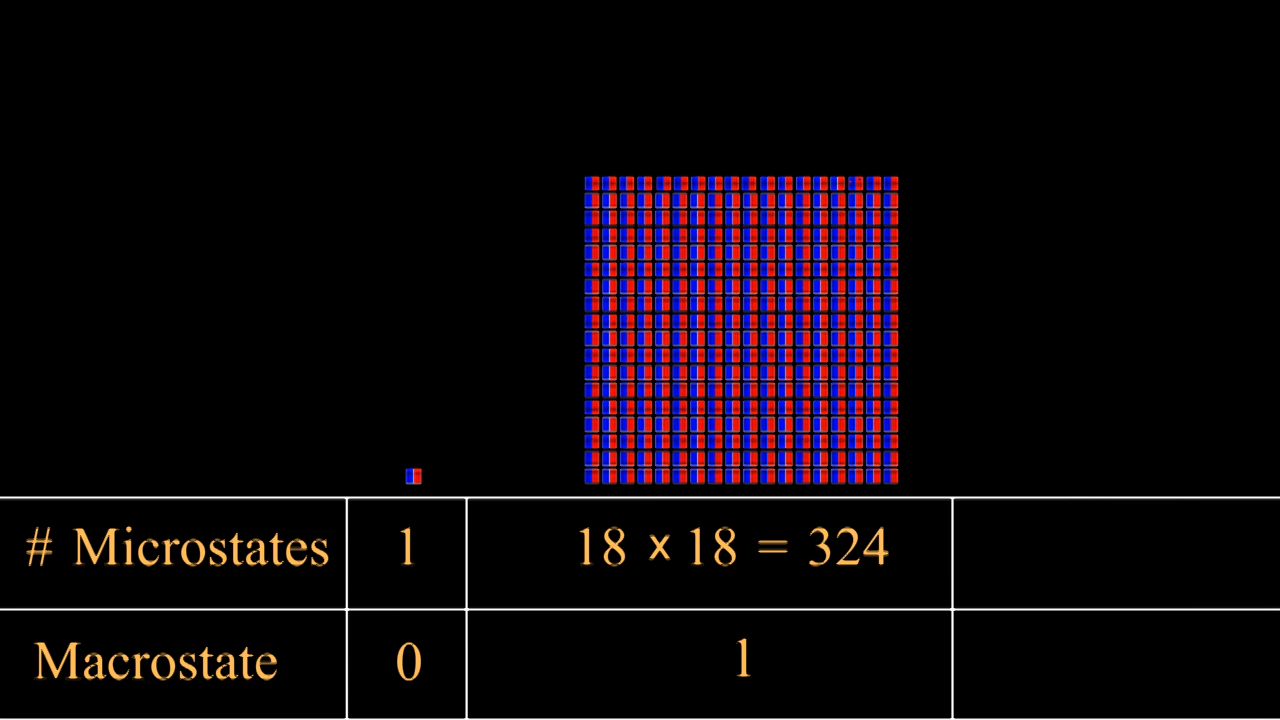 # Microstates 1 18 × 18 = 324
Macrostate 0 1